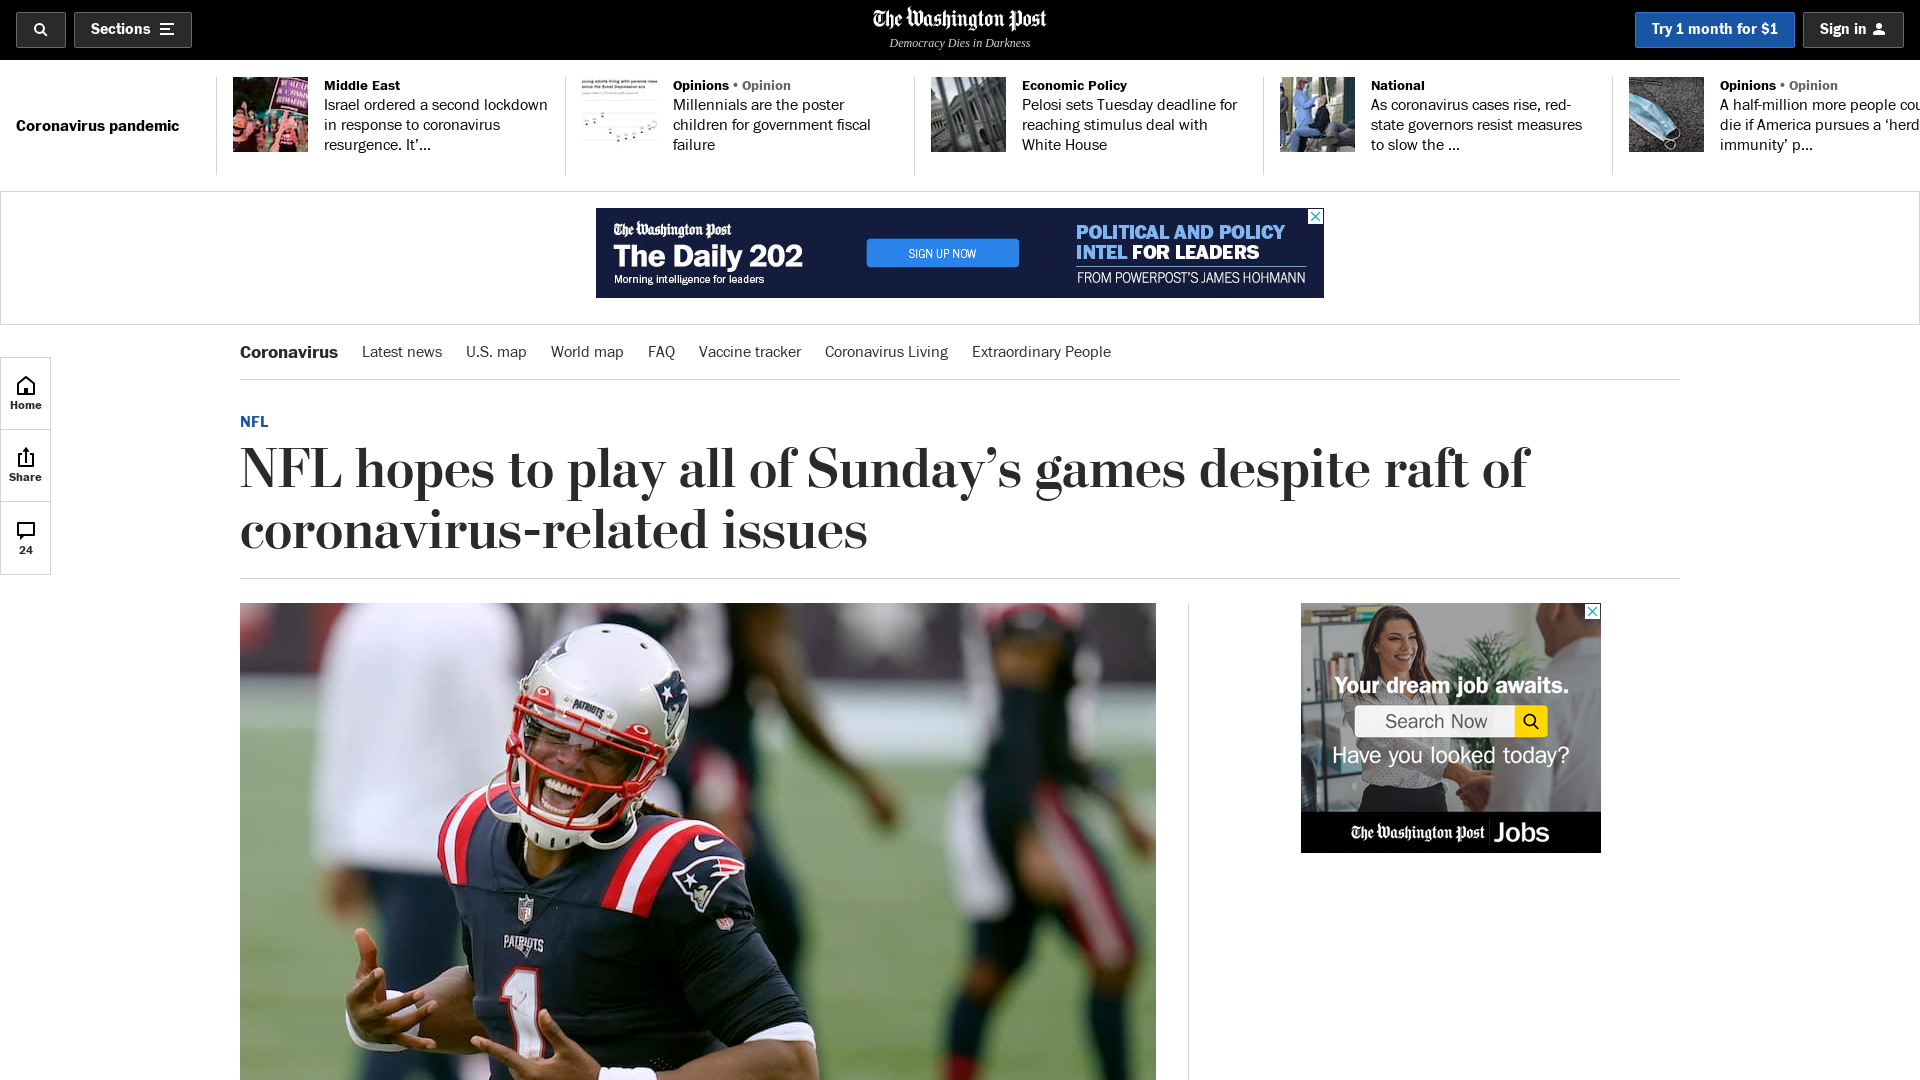 Sections
The Washington Post
Democracy Dies in Darkness
Try 1 month for $1
Sign in
Coronavirus pandemic
Middle East
Israel ordered a second lockdown
in response to coronavirus
resurgence. It’...
Opinions • Opinion
Millennials are the poster
children for government fiscal
failure
Economic Policy
Pelosi sets Tuesday deadline for
reaching stimulus deal with
White House
National
As coronavirus cases rise, red-
state governors resist measures
to slow the ...
Opinions • Opinion
A half-million more people cou
die if America pursues a ‘herd
immunity’ p...
The Washington Post
The Daily 202
Morning intelligence for leaders
SIGN UP NOW
POLITICAL AND POLICY
INTEL FOR LEADERS
FROM POWERPOST’S JAMES HOHMANN
Coronavirus
Latest news
U.S. map
World map
FAQ
Vaccine tracker
Coronavirus Living
Extraordinary People
Home
Share
24
NFL
NFL hopes to play all of Sunday’s games despite raft of
coronavirus-related issues
PATRIOTS
NFL
PATRIOTS
1
Your dream job awaits.
Search Now
Have you looked today?
The Washington Post Jobs